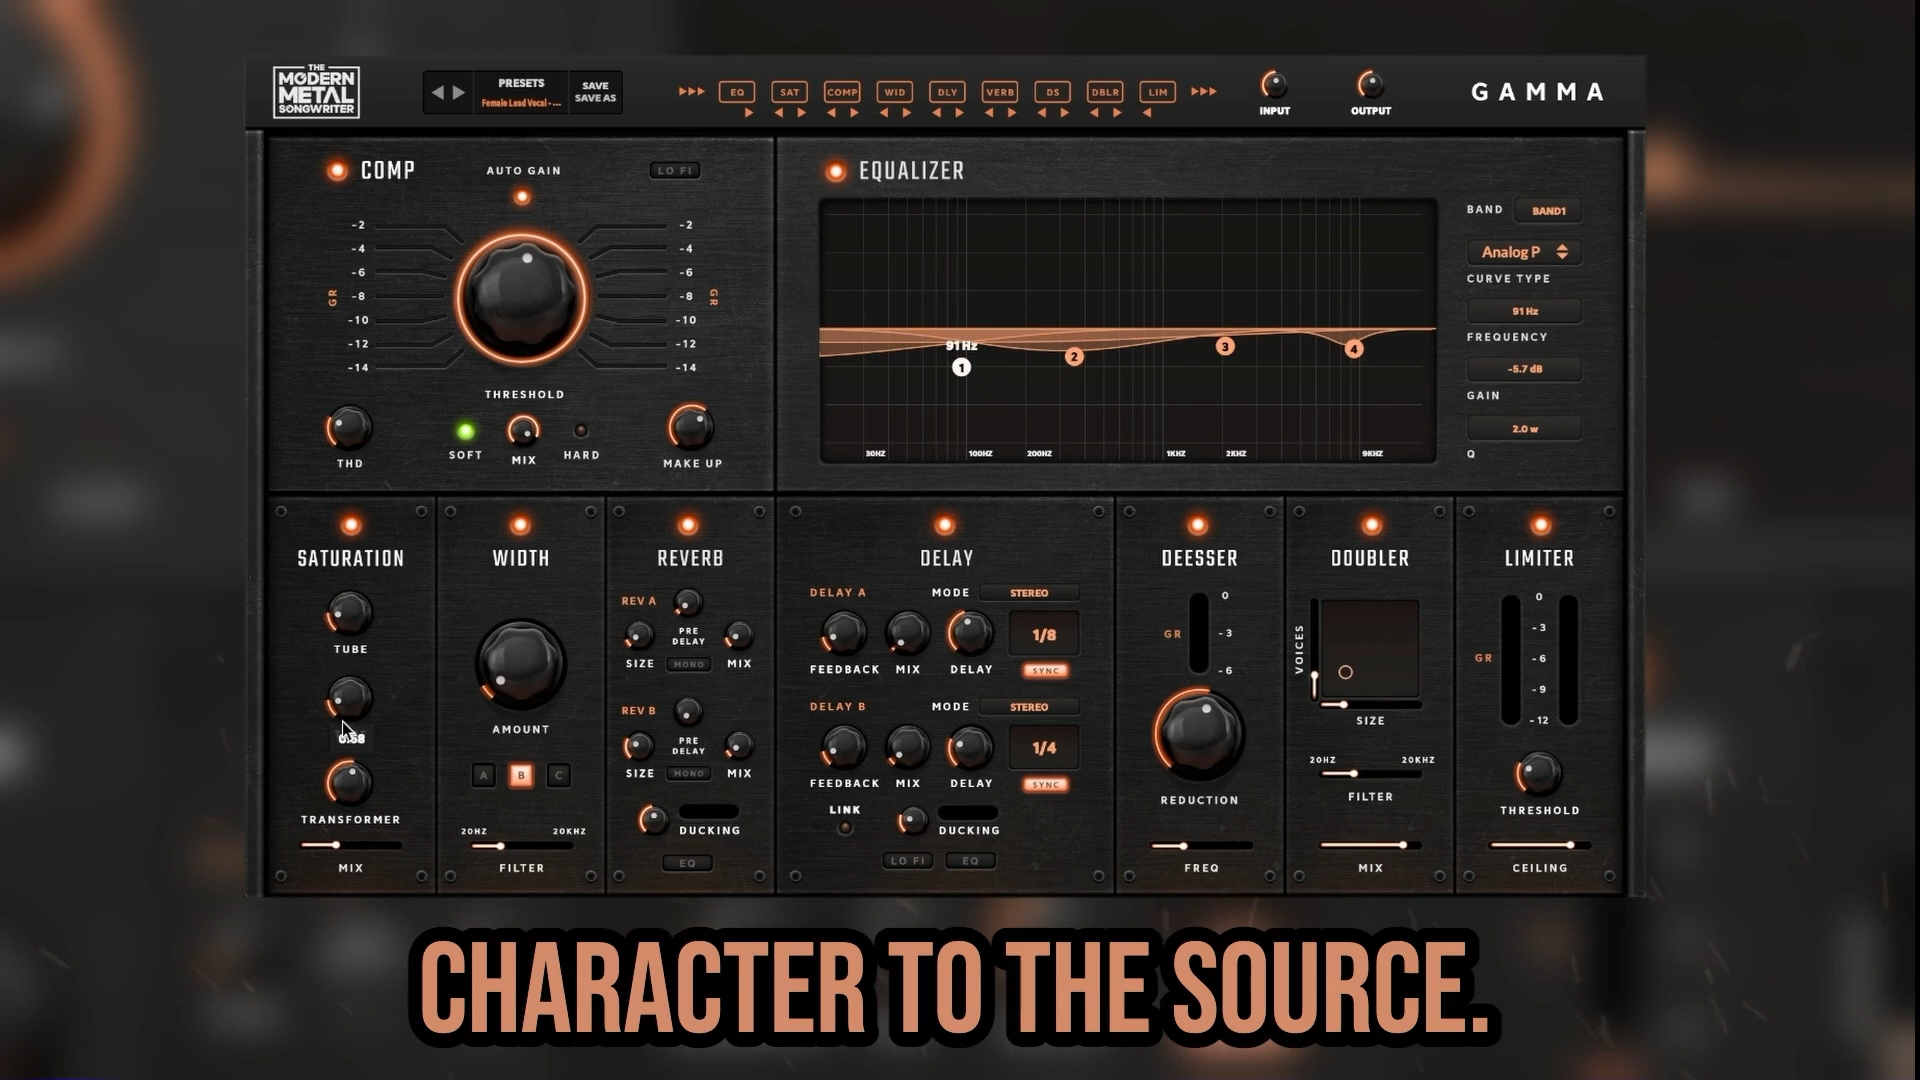 THE
MODERN
METAL
SONGWRITER
PRESETS
Female Lead Vocal - ...
SAVE
SAVE AS
EQ SAT COMP WID DLY VERB DS DBLR LIM
INPUT
OUTPUT
GAMMA
COMP
AUTO GAIN
LO FI
-2 -2
-4 -4
-6 -6
GR -8 -8 GR
-10 -10
-12 -12
-14 -14
THRESHOLD
THD
SOFT
MIX
HARD
MAKE UP
EQUALIZER
91 Hz
1
2
3
4
30HZ 100HZ 200HZ 1KHZ 2KHZ 9KHZ
BAND BAND1
Analog P
CURVE TYPE
91 Hz
FREQUENCY
-5.7 dB
GAIN
2.0 w
Q
SATURATION
TUBE
0.58
TRANSFORMER
MIX
WIDTH
AMOUNT
A B C
20HZ 20KHZ
FILTER
REVERB
REV A
PRE
DELAY
SIZE MONO MIX
REV B
PRE
DELAY
SIZE MONO MIX
DUCKING
EQ
DELAY
DELAY A MODE STEREO
1/8
FEEDBACK MIX DELAY SYNC
DELAY B MODE STEREO
1/4
FEEDBACK MIX DELAY SYNC
LINK
DUCKING
LO FI EQ
DEESSER
0
GR -3
-6
REDUCTION
FREQ
DOUBLER
VOICES
SIZE
20HZ 20KHZ
FILTER
MIX
LIMITER
0
-3
GR -6
-9
-12
THRESHOLD
CEILING
CHARACTER TO THE SOURCE.